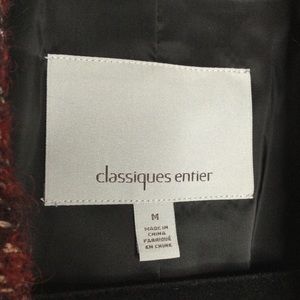 classiques entier
M
MADE IN
CHINA
FABRIQUÉ
EN CHINE